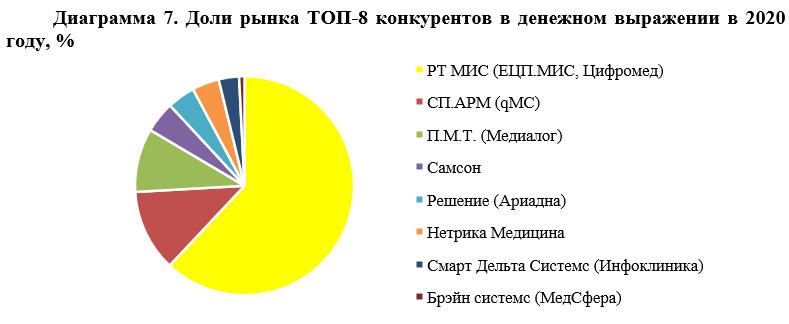 Диаграмма 7. Доли рынка ТОП-8 конкурентов в денежном выражении в 2020
году, %
РТ МИС (ЕЦП.МИС, Цифромед)
СП.АРМ (qMC)
П.М.Т. (Медиалог)
Самсон
Решение (Ариадна)
Нетрика Медицина
Смарт Дельта Системс (Инфоклиника)
Брэйн системс (МедСфера)